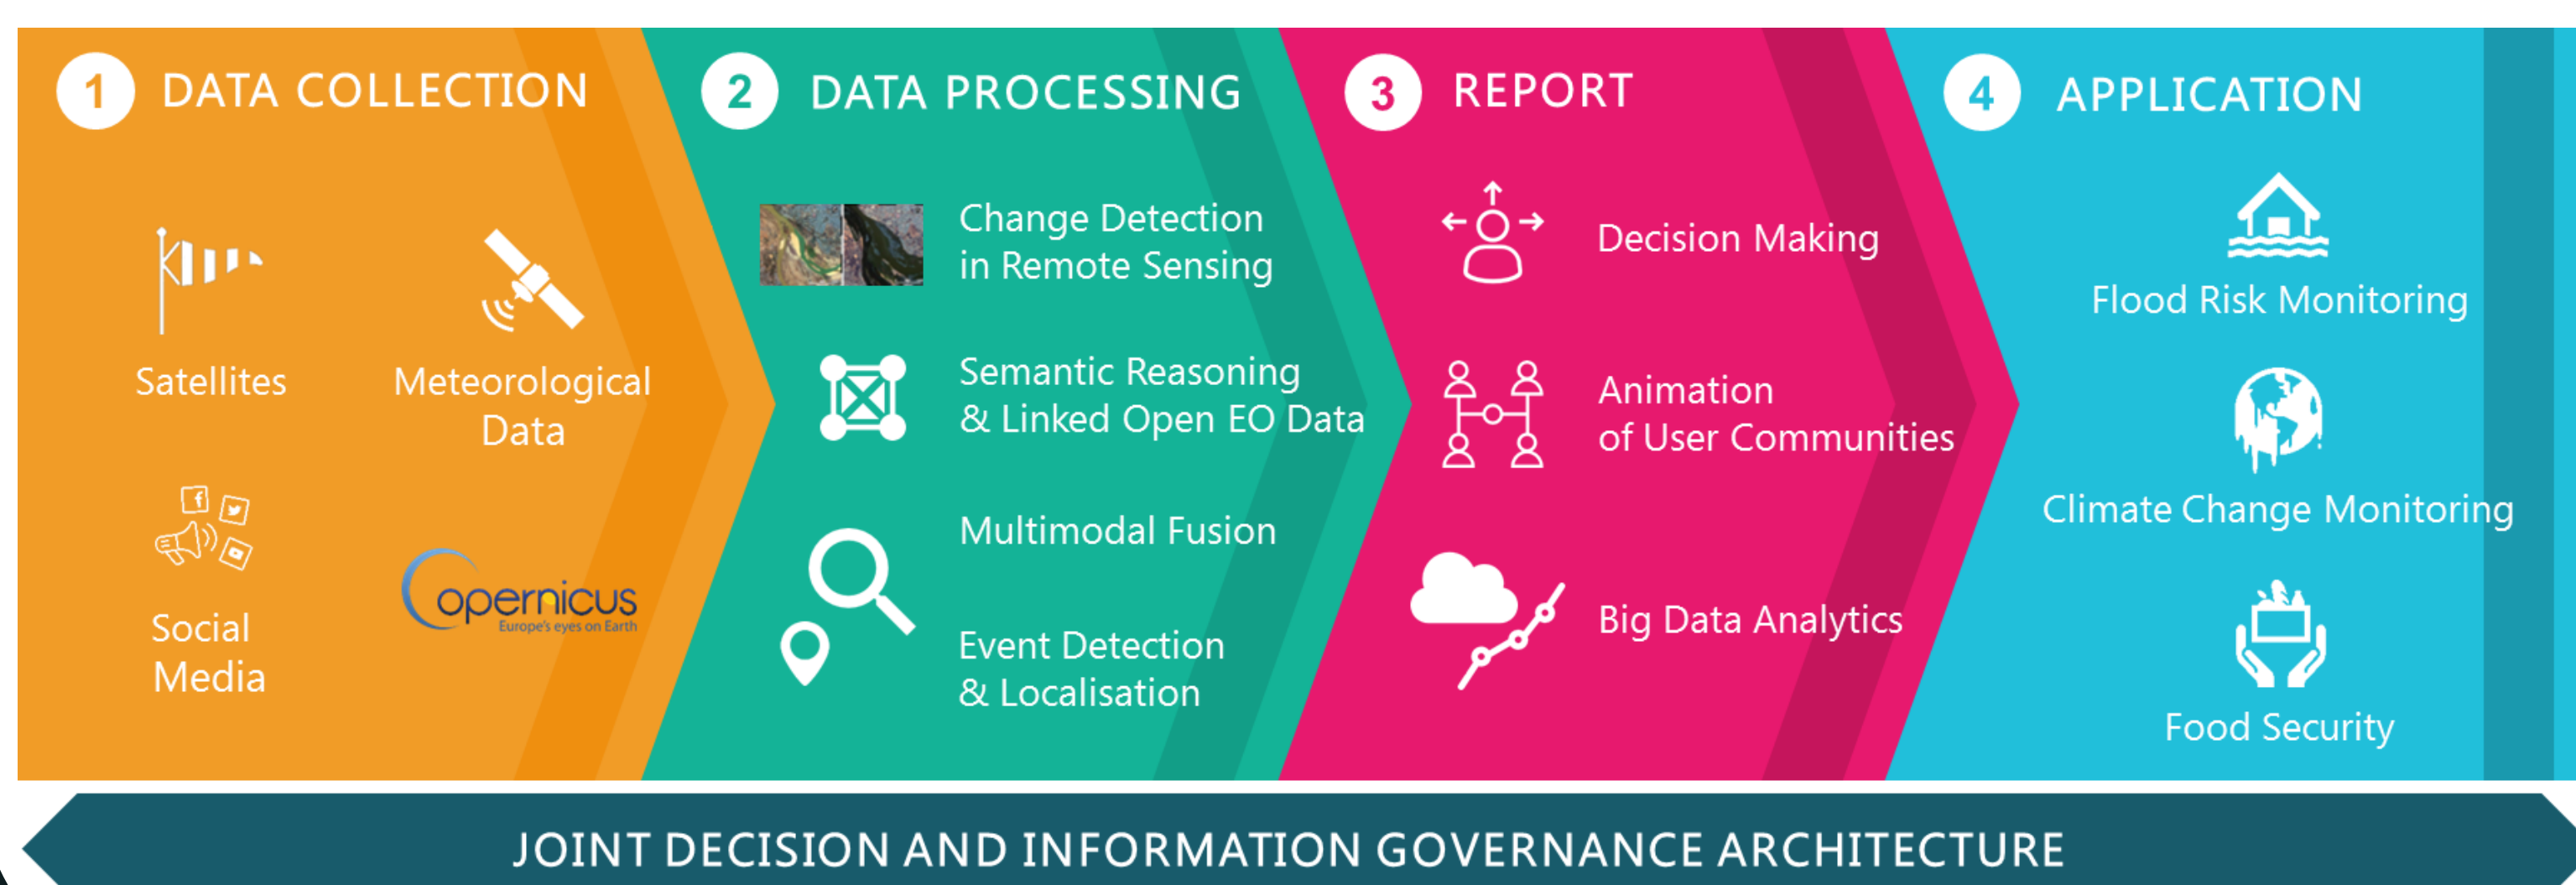 1 DATA COLLECTION
Satellites
Meteorological
Data
Social
Media
Copernicus
Europe's eyes on Earth
2 DATA PROCESSING
Change Detection
in Remote Sensing
Semantic Reasoning
& Linked Open EO Data
Multimodal Fusion
Event Detection
& Localisation
3 REPORT
Decision Making
Animation
of User Communities
Big Data Analytics
4 APPLICATION
Flood Risk Monitoring
Climate Change Monitoring
Food Security
JOINT DECISION AND INFORMATION GOVERNANCE ARCHITECTURE